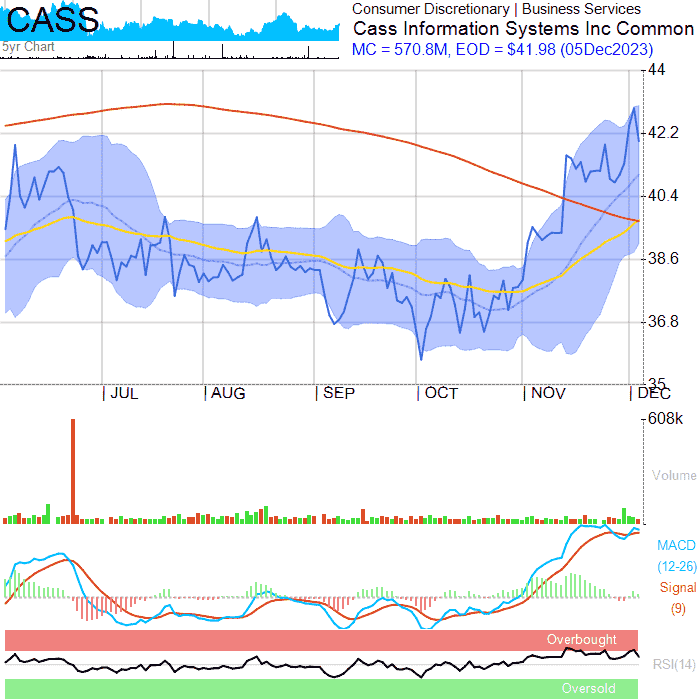 CASS
5yr Chart
Consumer Discretionary | Business Services
Cass Information Systems Inc Common
MC = 570.8M, EOD = $41.98 (05Dec2023)
44
42.2
40.4
38.6
36.8
35
| JUL | AUG | SEP | OCT | NOV | DEC
608k
Volume
MACD
(12-26)
Signal
(9)
Overbought
RSI(14)
Oversold